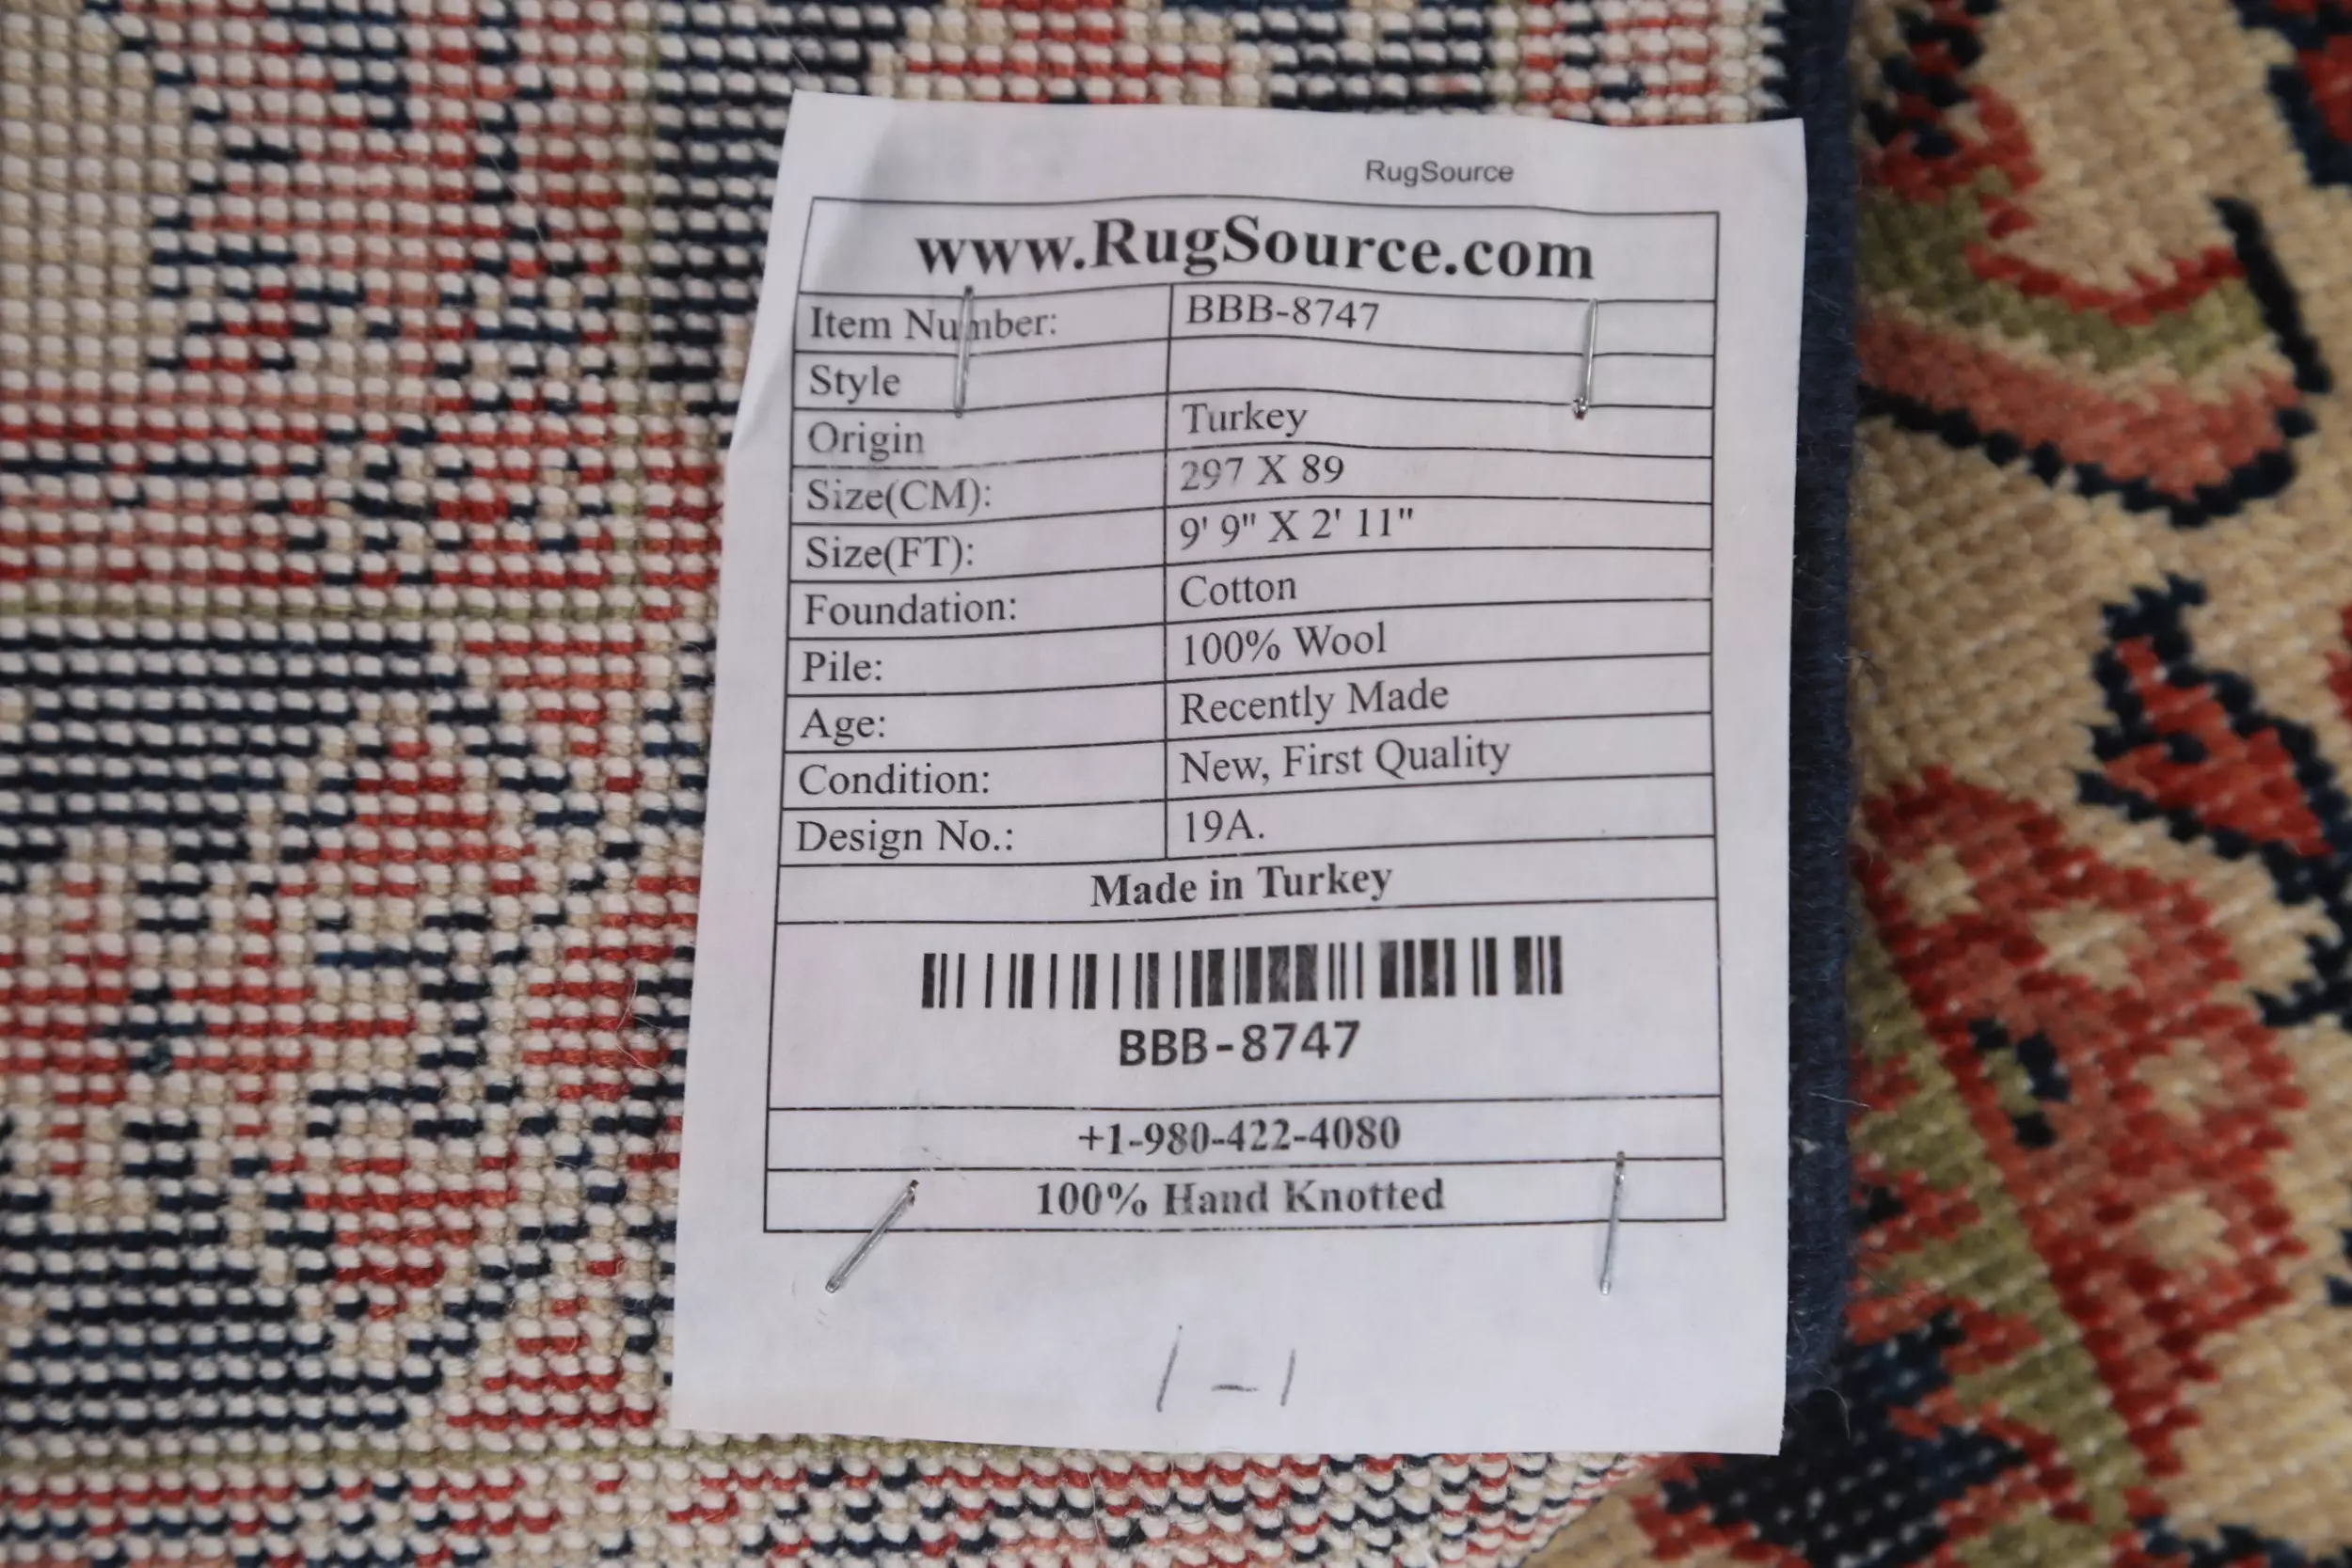 RugSource
www.RugSource.com
Item Number: BBB-8747
Style
Origin Turkey
Size(CM): 297 X 89
Size(FT): 9' 9" X 2' 11"
Foundation: Cotton
Pile: 100% Wool
Age: Recently Made
Condition: New, First Quality
Design No.: 19A.
Made in Turkey
BBB-8747
+1-980-422-4080
100% Hand Knotted
1-1